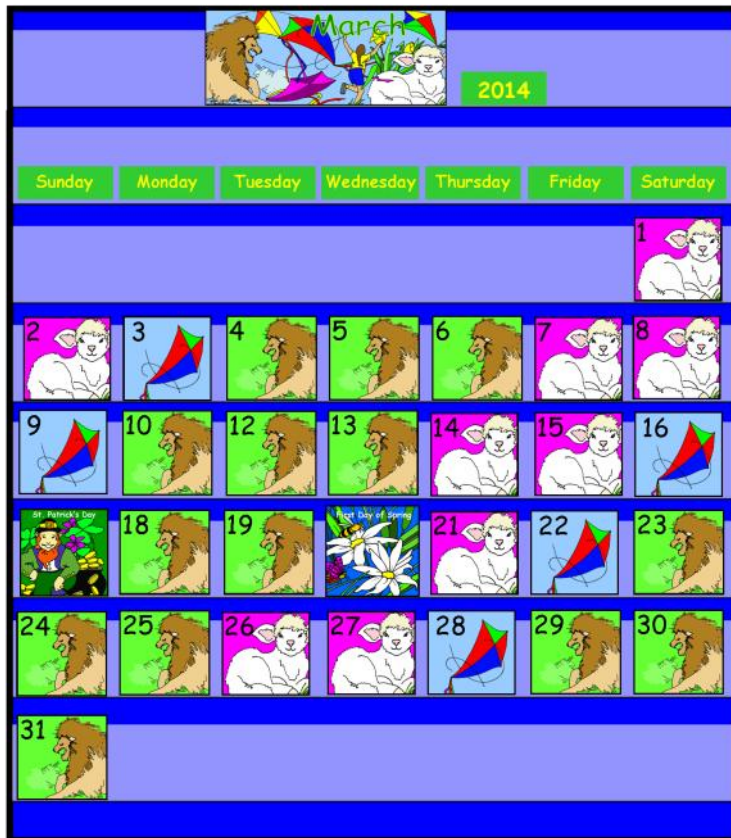 March
2014
Sunday Monday Tuesday Wednesday Thursday Friday Saturday
1
2 3 4 5 6 7 8
9 10 12 13 14 15 16
St. Patrick's Day 18 19 First Day of Spring 21 22 23
24 25 26 27 28 29 30
31